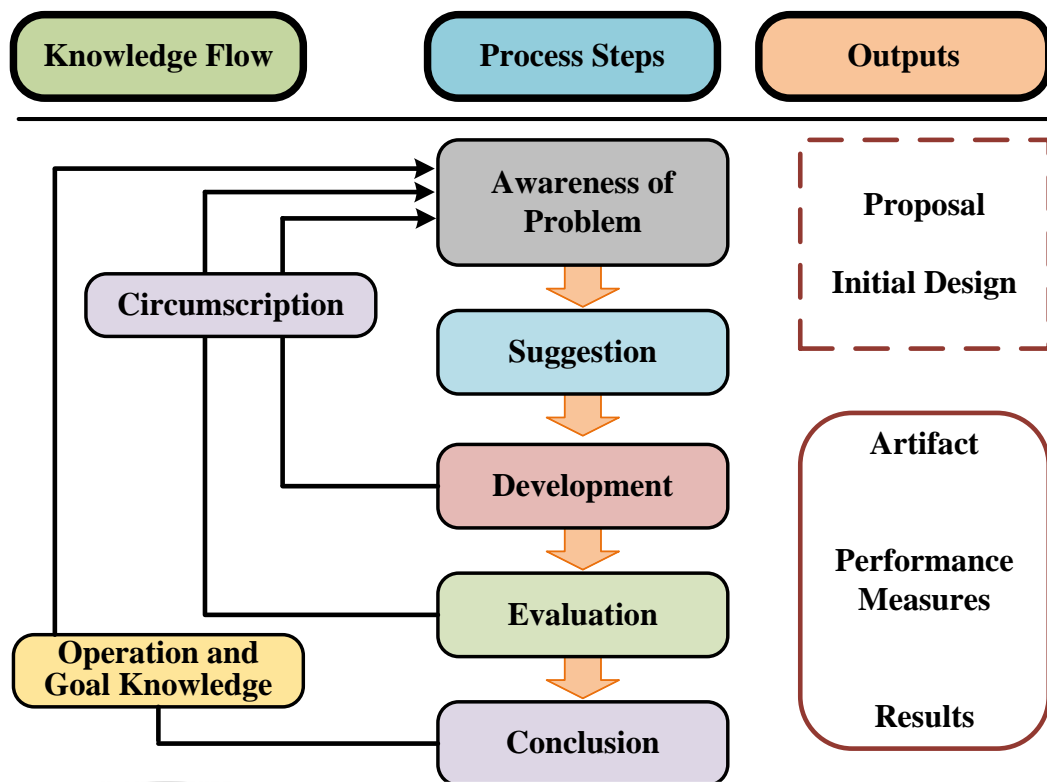 Knowledge Flow
Process Steps
Outputs
Awareness of
Problem
Proposal
Initial Design
Circumscription
Suggestion
Artifact
Development
Performance
Measures
Evaluation
Operation and
Goal Knowledge
Results
Conclusion